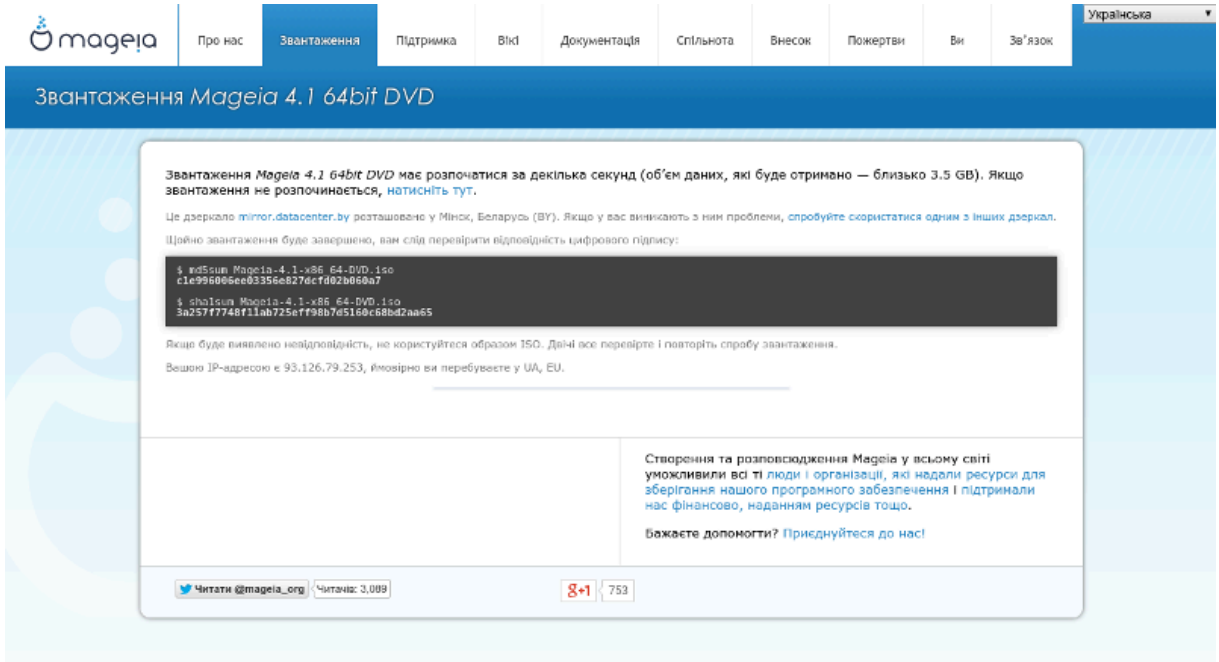 Українська
mageia
Про нас
Звантаження
Підтримка
Вікі
Документація
Спільнота
Внесок
Пожертви
Ви
Зв'язок
Звантаження Mageia 4.1 64bit DVD
Звантаження Mageia 4.1 64bit DVD має розпочатися за декілька секунд (об'єм даних, які буде отримано — близько 3.5 GB). Якщо
звантаження не розпочинається, натисніть тут.
Це дзеркало mirror.datacenter.by розташовано у Мінск, Беларусь (BY). Якщо у вас виникають з ним проблеми, спробуйте скористатися одним з інших дзеркал.
Щойно звантаження буде завершено, вам слід перевірити відповідність цифрового підпису:
$ md5sum Mageia-4.1-x86_64-DVD.iso
c1e996006ee03356e827dcfd02b060a7
$ sha1sum Mageia-4.1-x86_64-DVD.iso
3a257f7748f11ab725eff98b7d5160c68bd2aa65
Якщо буде виявлено невідповідність, не користуйтеся образом ISO. Двічі все перевірте і повторіть спробу звантаження.
Вашою IP-адресою є 93.126.79.253, ймовірно ви перебуваєте у UA, EU.
Створення та розповсюдження Mageia у всьому світі
уможливили всі ті люди і організації, які надали ресурси для
зберігання нашого програмного забезпечення і підтримали
нас фінансово, наданням ресурсів тощо.
Бажаєте допомогти? Приєднуйтеся до нас!
Читати @mageia_org
Читачів: 3,089
g+1
753